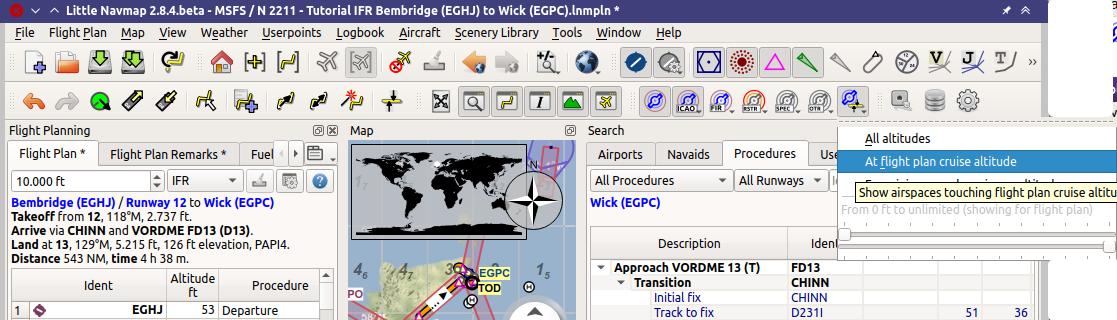 Little Navmap 2.8.4.beta - MSFS / N 2211 - Tutorial IFR Bembridge (EGHJ) to Wick (EGPC).lnmpln *
File Flight Plan Map View Weather Userpoints Logbook Aircraft Scenery Library Tools Window Help
ICAO FIR RSTR SPEC OTR
Flight Planning
Flight Plan * Flight Plan Remarks * Fuel
10.000 ft IFR
Bembridge (EGHJ) / Runway 12 to Wick (EGPC)
Takeoff from 12, 118°M, 2.737 ft.
Arrive via CHINN and VORDME FD13 (D13).
Land at 13, 129°M, 5.215 ft, 126 ft elevation, PAPI4.
Distance 543 NM, time 4 h 38 m.
Ident Altitude ft Procedure
1 EGHJ 53 Departure
Map
N
EGPC
TOD
PO
Search
Airports Navaids Procedures Use
All Procedures All Runways
Wick (EGPC)
Description Ident
Approach VORDME 13 (T) FD13
Transition CHINN
Initial fix CHINN
Track to fix D231I 51 36
All altitudes
At flight plan cruise altitude
Show airspaces touching flight plan cruise altitu
From 0 ft to unlimited (showing for flight plan)